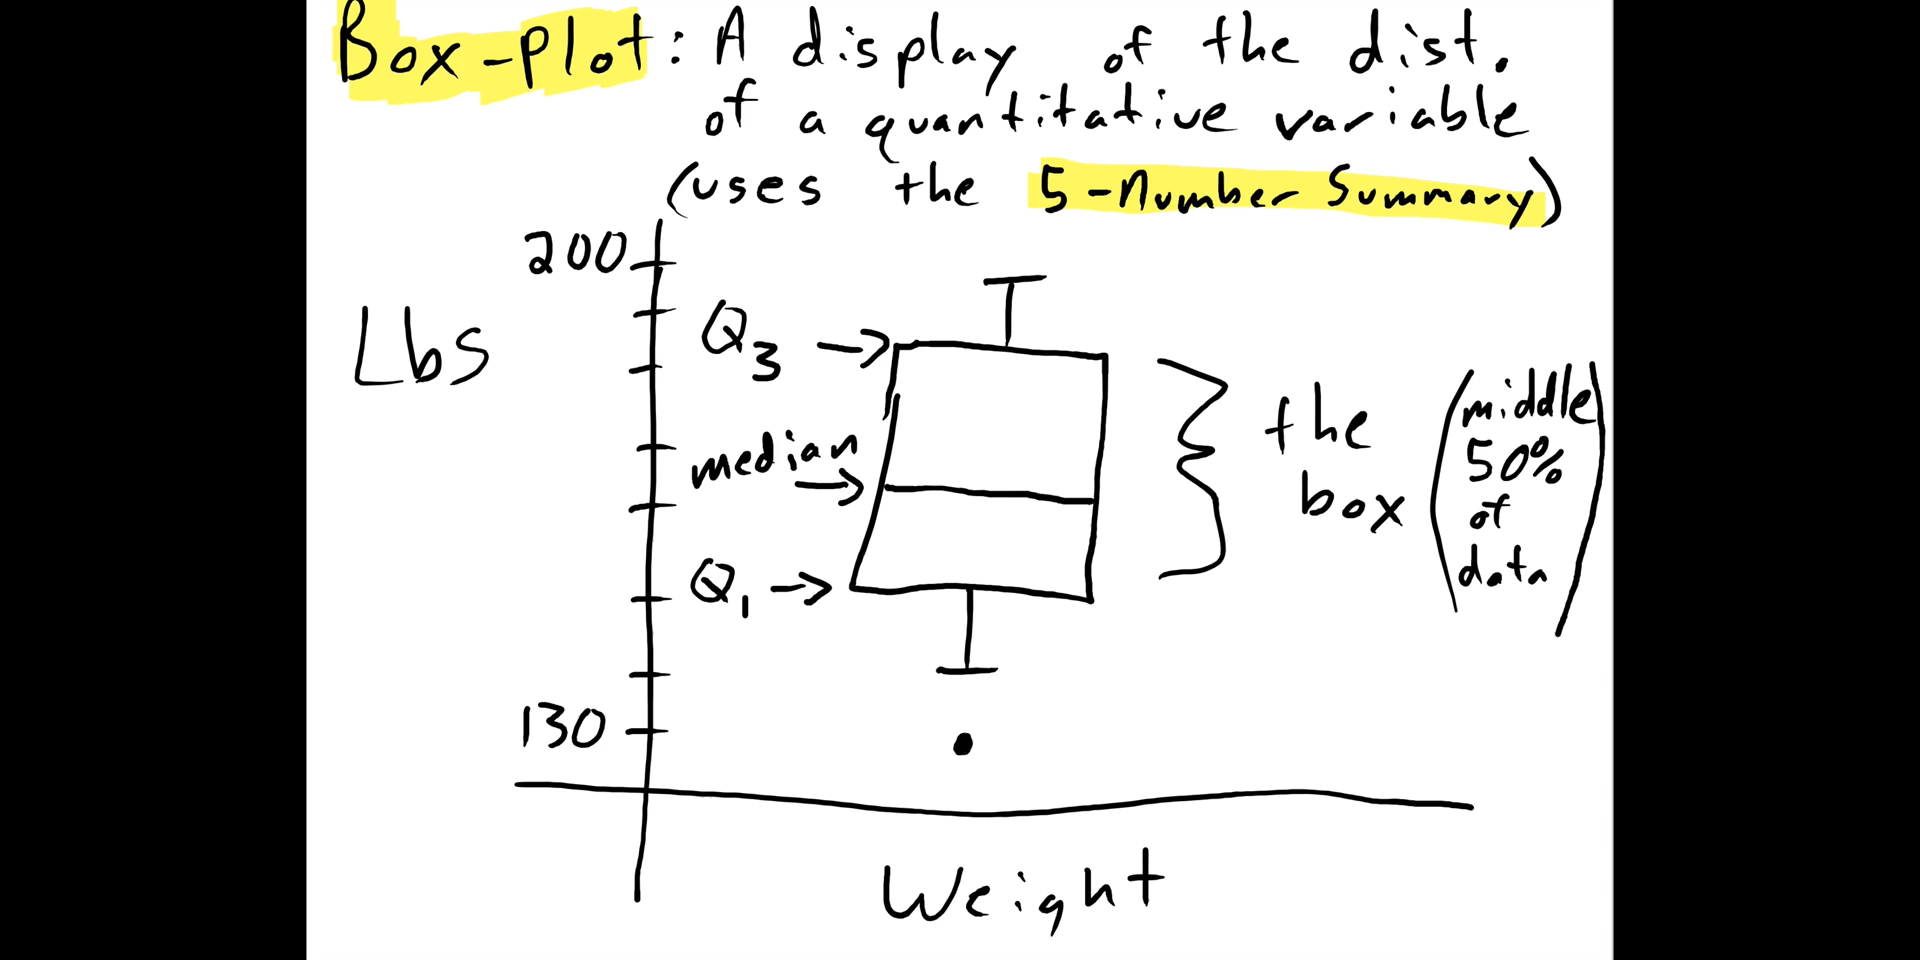 Box-plot: A display of the dist.
of a quantitative variable
(uses the 5-Number Summary)
200
Lbs
Q3 →
median →
Q1 →
130
the box
(middle
50%
of
data)
Weight